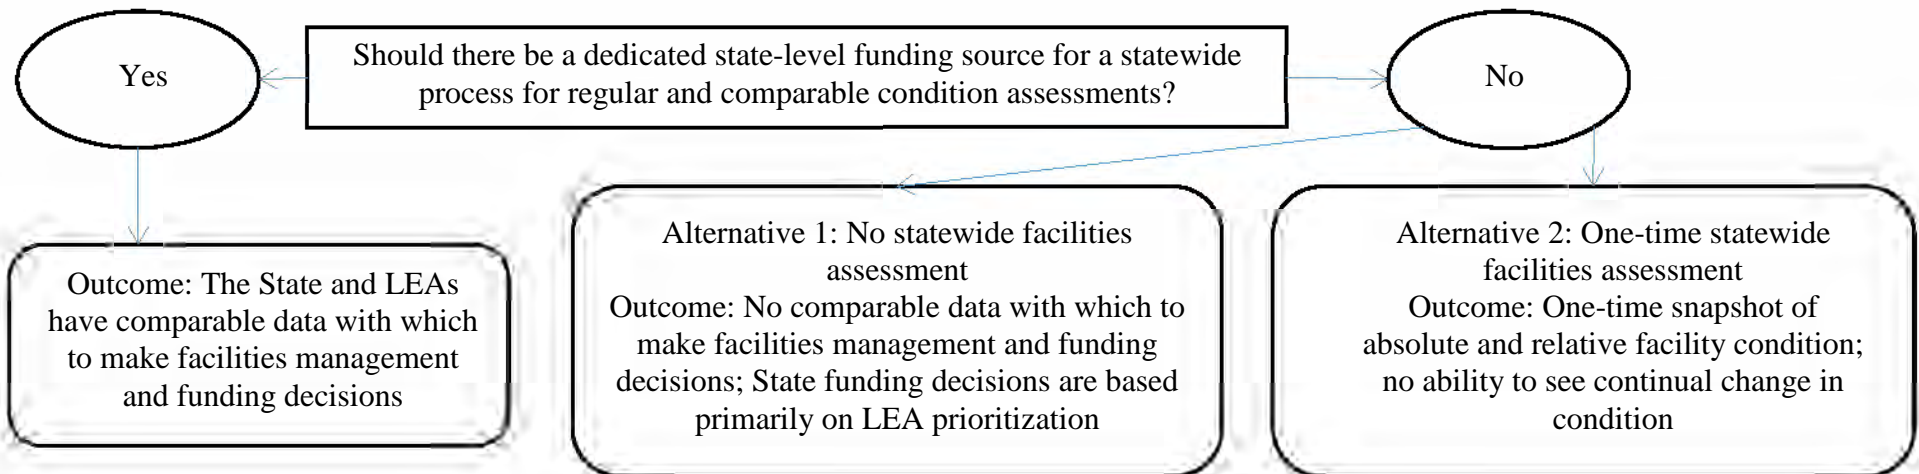 Yes
Should there be a dedicated state-level funding source for a statewide
process for regular and comparable condition assessments?
No
Outcome: The State and LEAs
have comparable data with which
to make facilities management
and funding decisions
Alternative 1: No statewide facilities
assessment
Outcome: No comparable data with which to
make facilities management and funding
decisions; State funding decisions are based
primarily on LEA prioritization
Alternative 2: One-time statewide
facilities assessment
Outcome: One-time snapshot of
absolute and relative facility condition;
no ability to see continual change in
condition